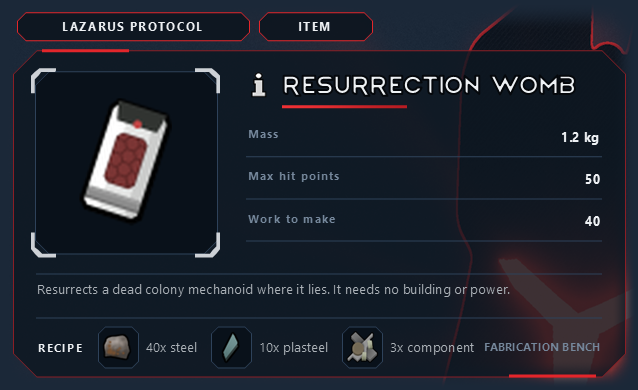 LAZARUS PROTOCOL
ITEM
i RESURRECTION WOMB
Mass 1.2 kg
Max hit points 50
Work to make 40
Resurrects a dead colony mechanoid where it lies. It needs no building or power.
RECIPE 40x steel 10x plasteel 3x component FABRICATION BENCH